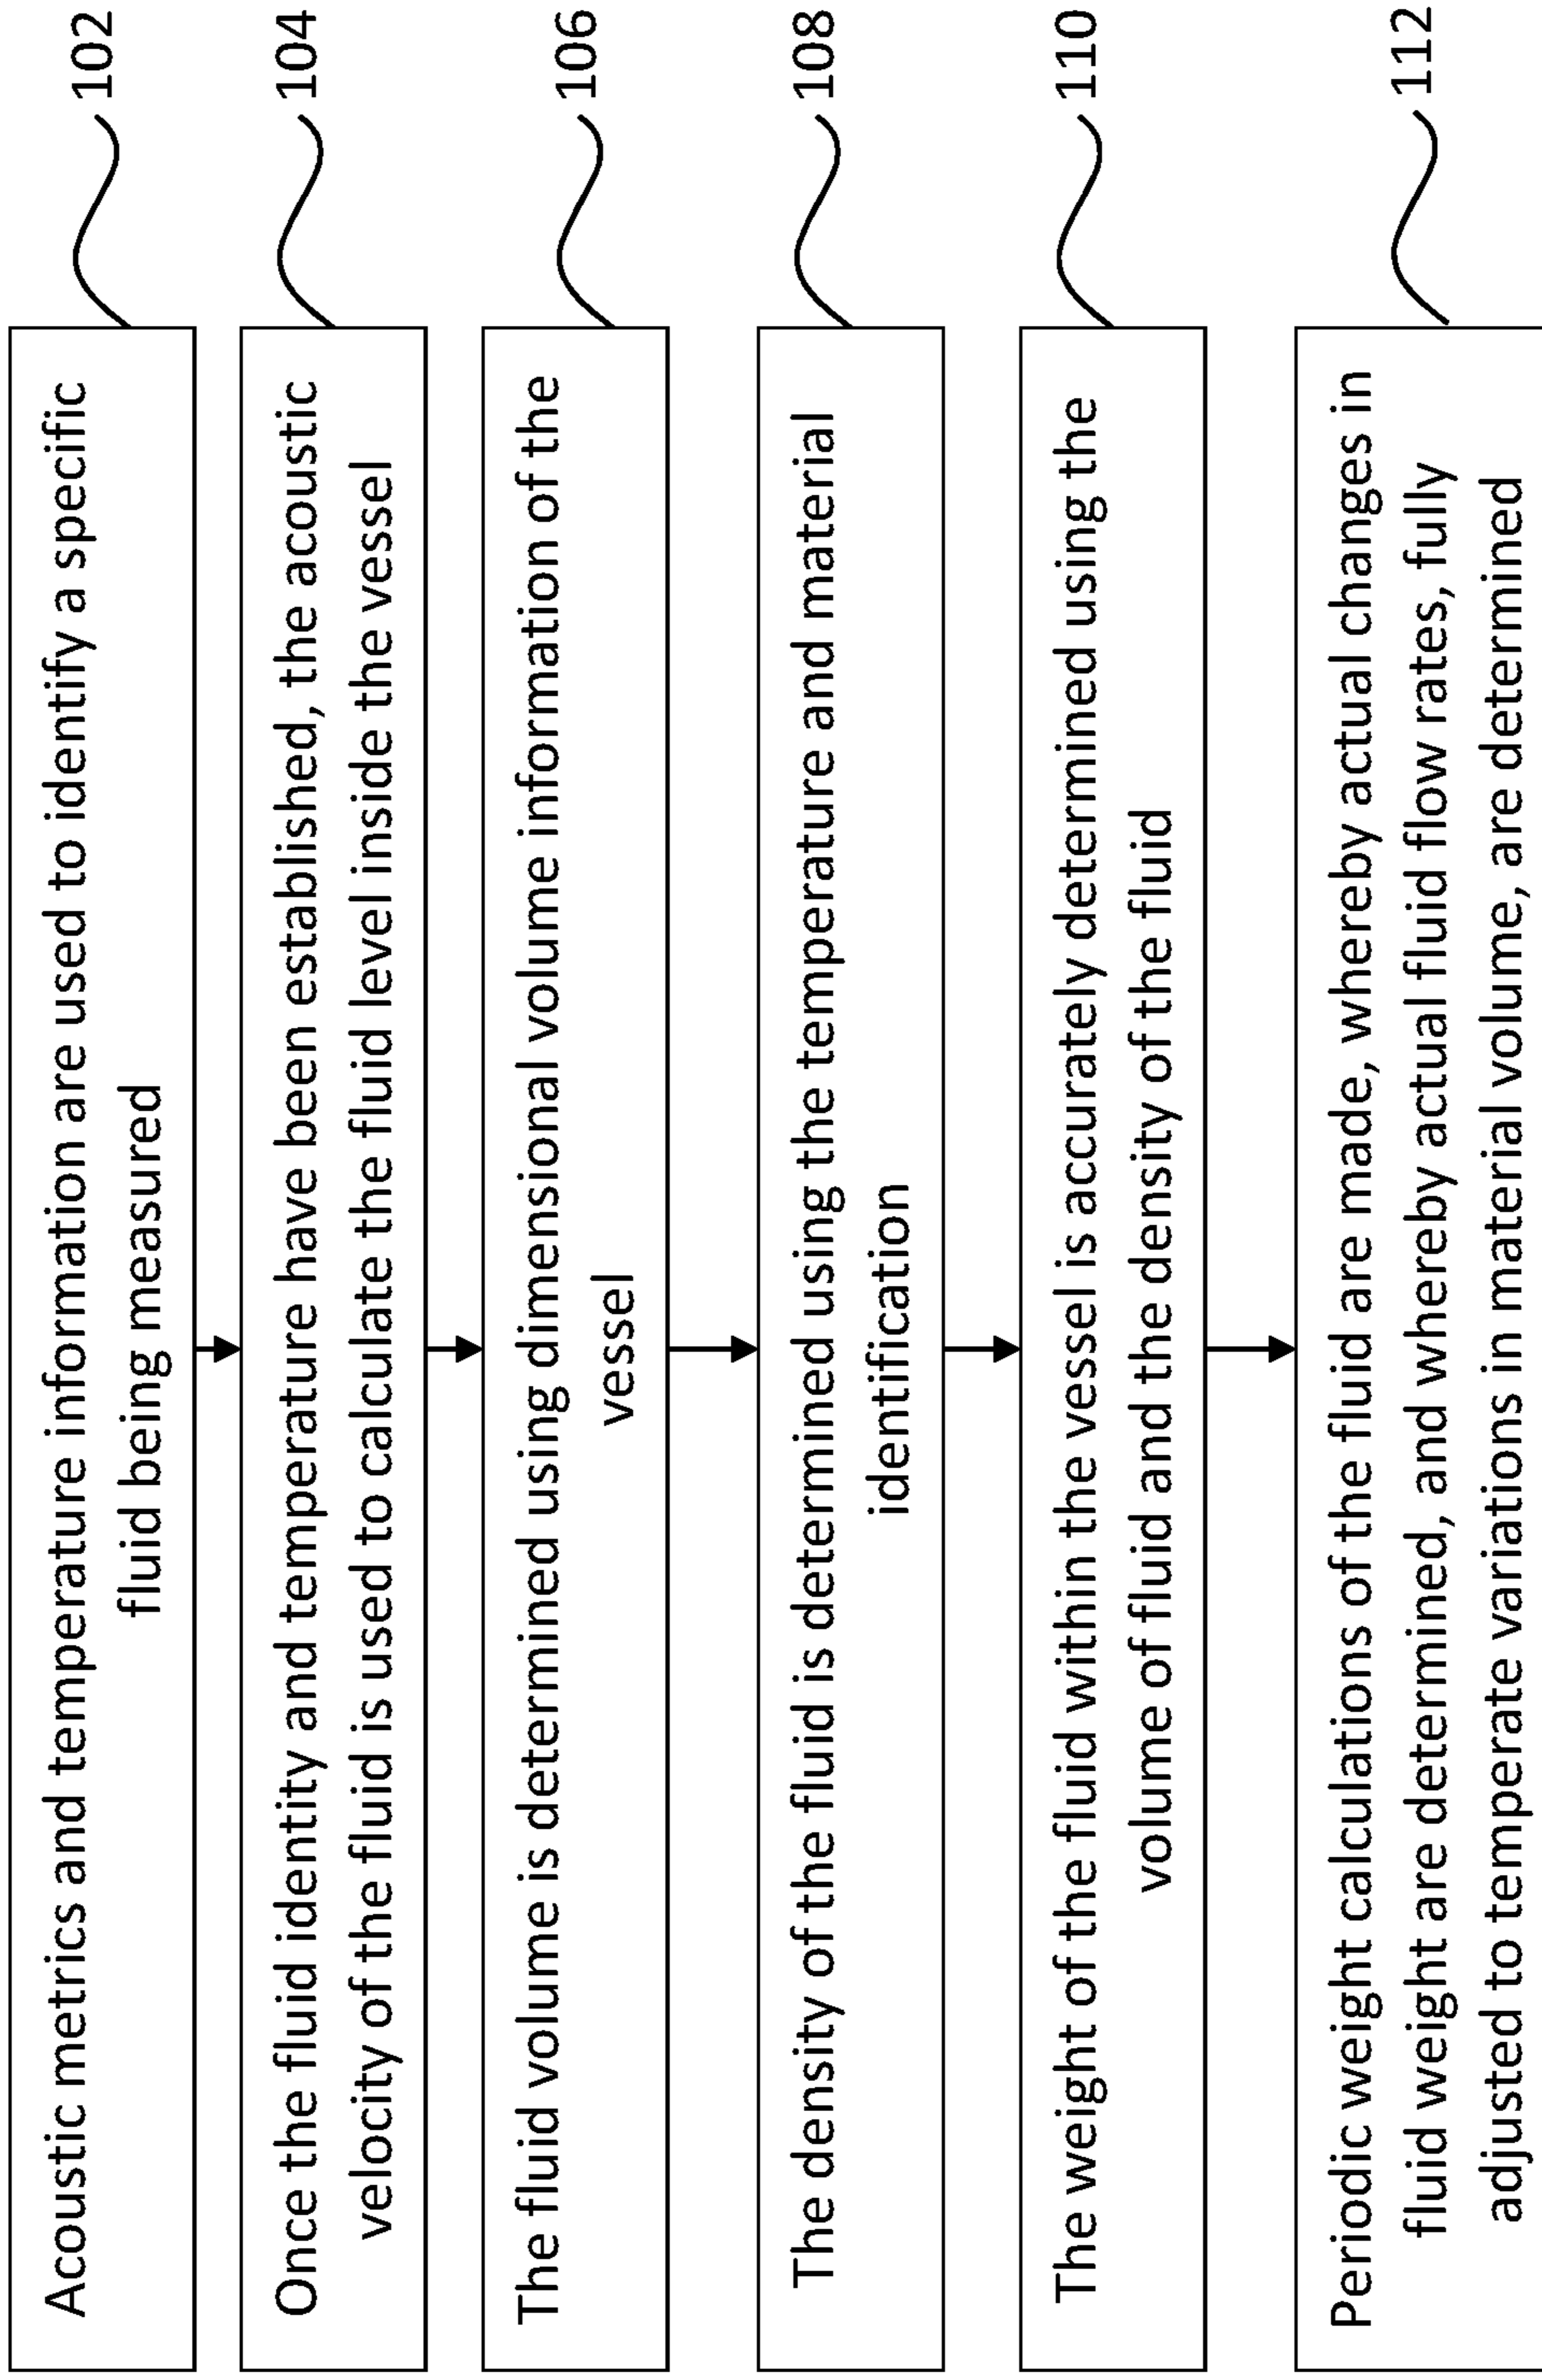 Acoustic metrics and temperature information are used to identify a specific
fluid being measured
102
Once the fluid identity and temperature have been established, the acoustic
velocity of the fluid is used to calculate the fluid level inside the vessel
104
The fluid volume is determined using dimensional volume information of the
vessel
106
The density of the fluid is determined using the temperature and material
identification
108
The weight of the fluid within the vessel is accurately determined using the
volume of fluid and the density of the fluid
110
Periodic weight calculations of the fluid are made, whereby actual changes in
fluid weight are determined, and whereby actual fluid flow rates, fully
adjusted to temperate variations in material volume, are determined
112